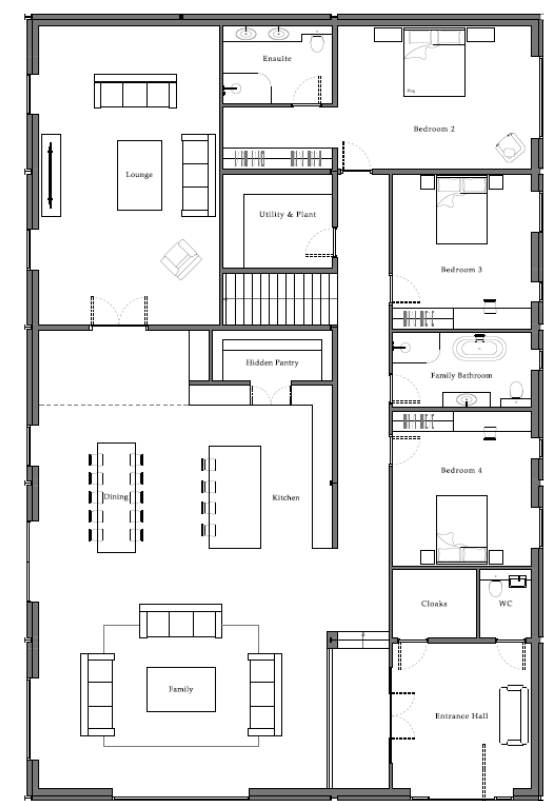 Ensuite
Bedroom 2
Lounge
Utility & Plant
Bedroom 3
Hidden Pantry
Family Bathroom
Bedroom 4
Dining
Kitchen
Cloaks
WC
Family
Entrance Hall